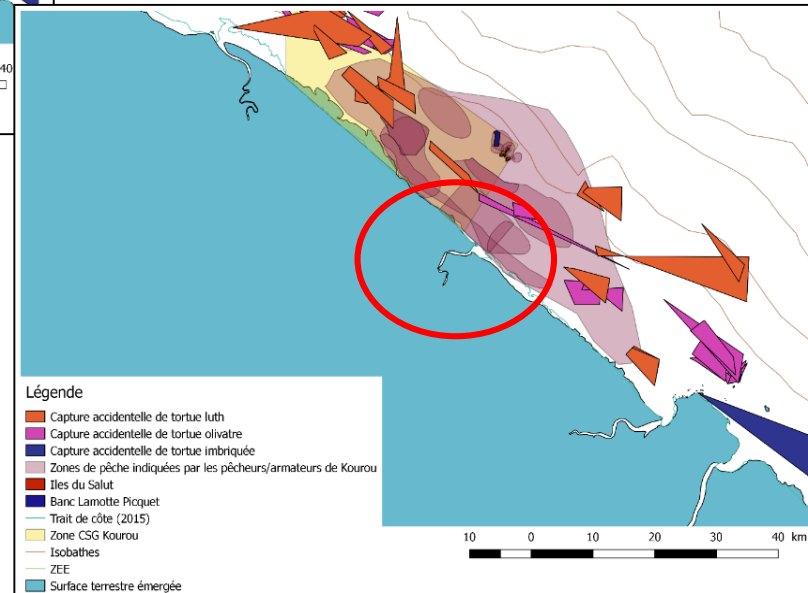 40
Légende
Capture accidentelle de tortue luth
Capture accidentelle de tortue olivatre
Capture accidentelle de tortue imbriquée
Zones de pêche indiquées par les pêcheurs/armateurs de Kourou
Iles du Salut
Banc Lamotte Picquet
Trait de côte (2015)
Zone CSG Kourou
Isobathes
ZEE
Surface terrestre émergée
10 0 10 20 30 40 km